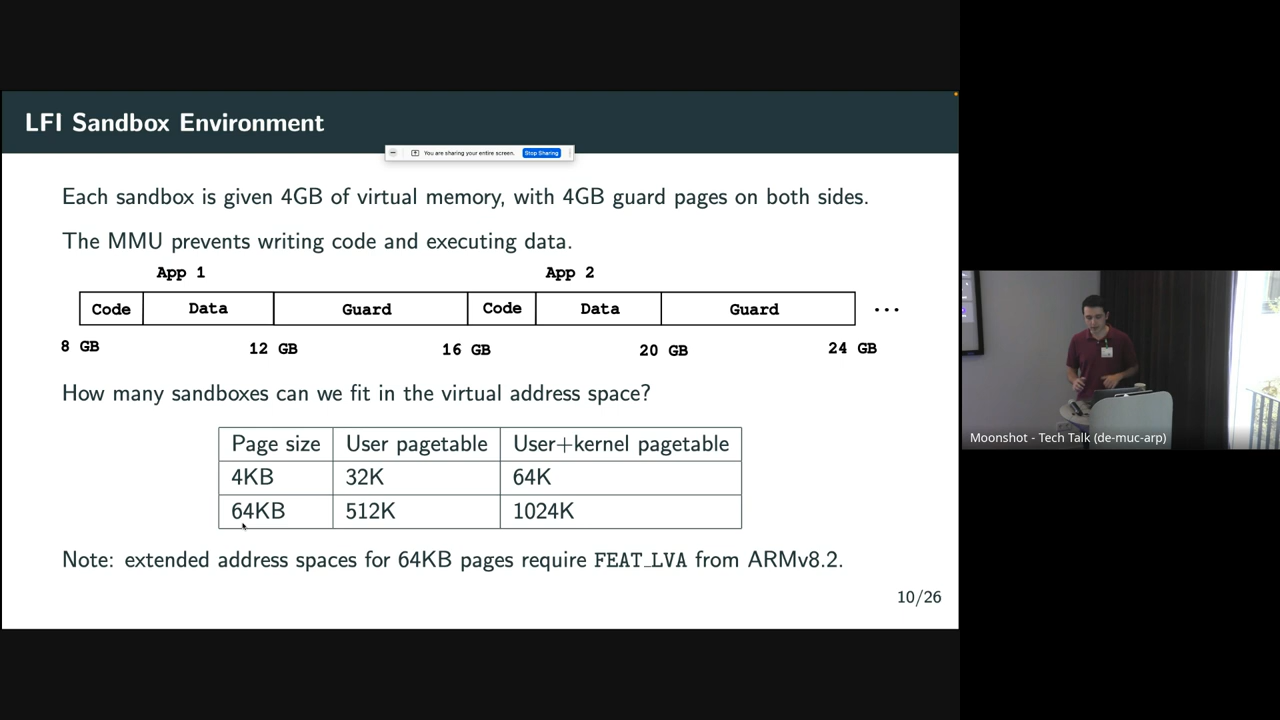 LFI Sandbox Environment
You are sharing your entire screen. Stop Sharing
Each sandbox is given 4GB of virtual memory, with 4GB guard pages on both sides.
The MMU prevents writing code and executing data.
App 1 App 2
Code Data Guard Code Data Guard ...
8 GB 12 GB 16 GB 20 GB 24 GB
How many sandboxes can we fit in the virtual address space?
Page size User pagetable User+kernel pagetable
4KB 32K 64K
64KB 512K 1024K
Note: extended address spaces for 64KB pages require FEAT_LVA from ARMv8.2.
10/26
Moonshot - Tech Talk (de-muc-arp)